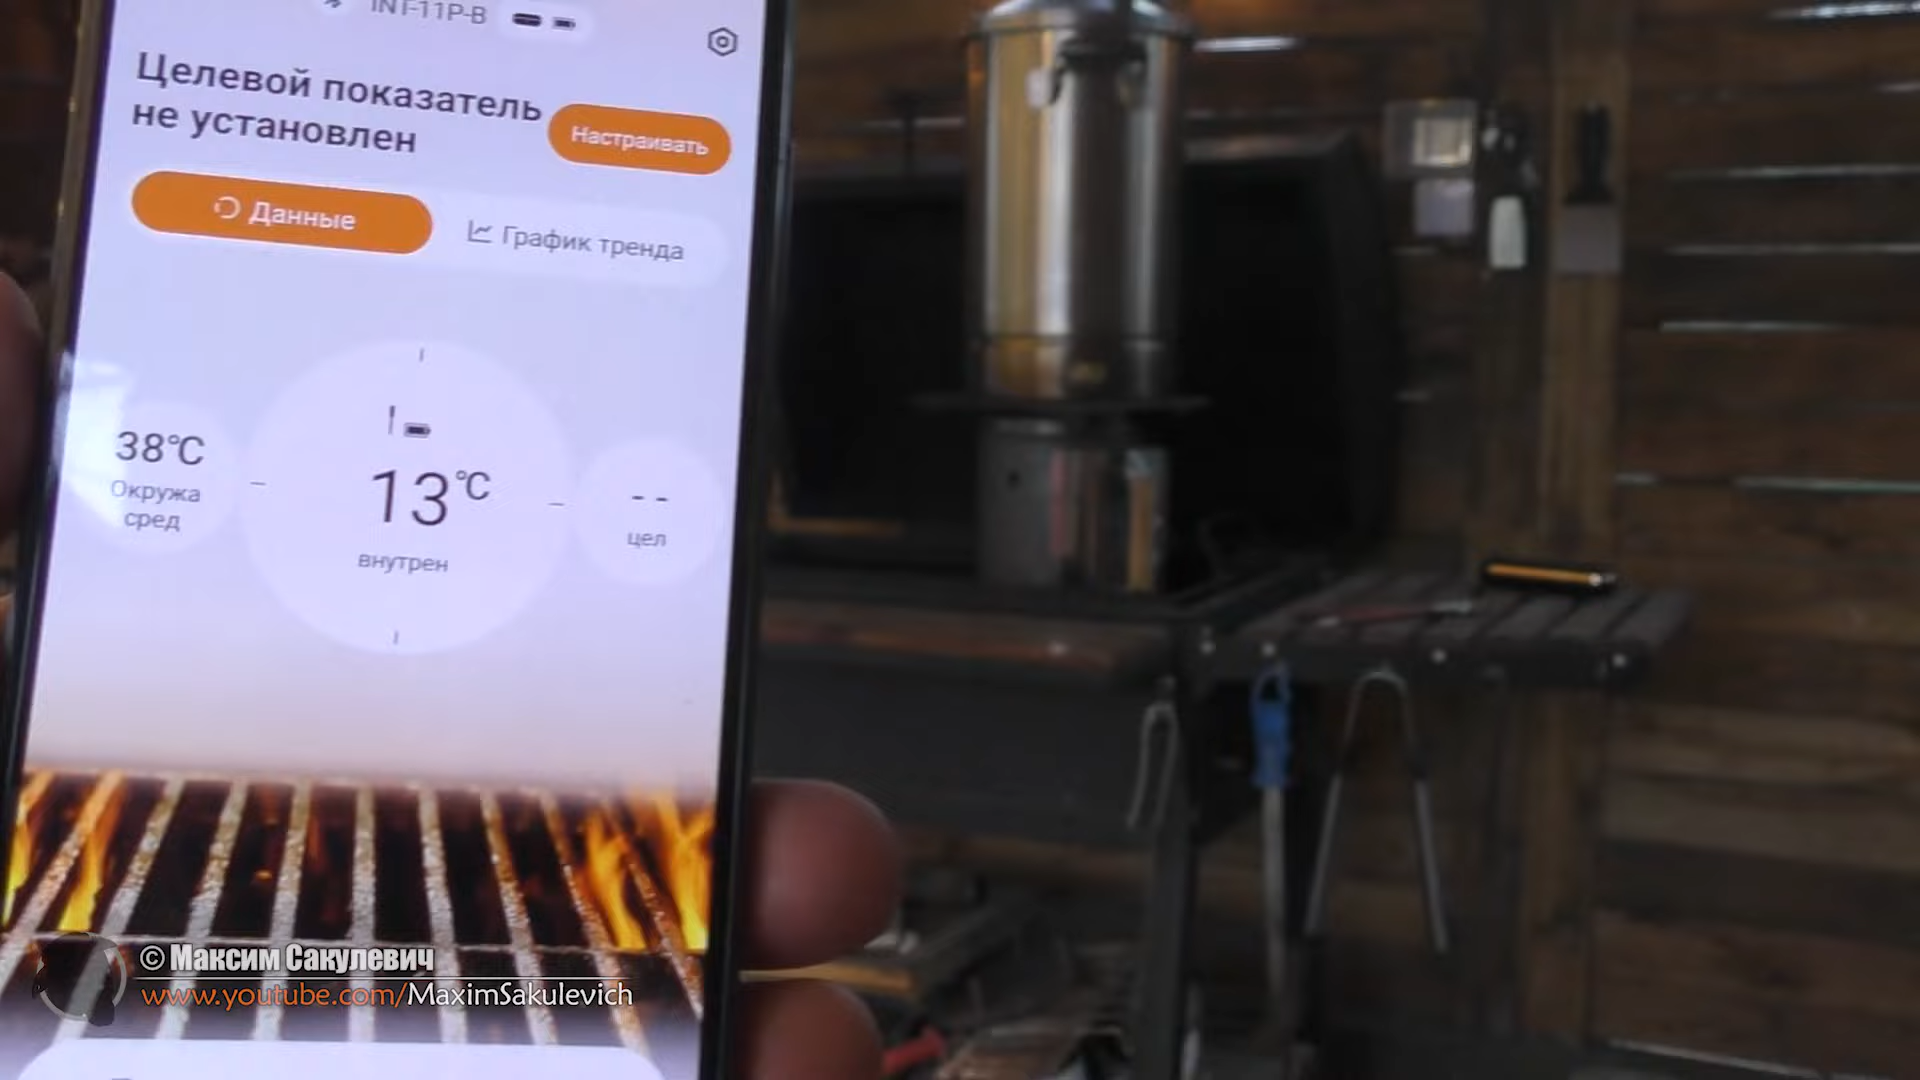 INT-11P-B
Целевой показатель
не установлен
Настраивать
Данные
График тренда
38°C
Окружа
сред
13°C
внутрен
--
цел
© Максим Сакулевич
www.youtube.com/MaximSakulevich